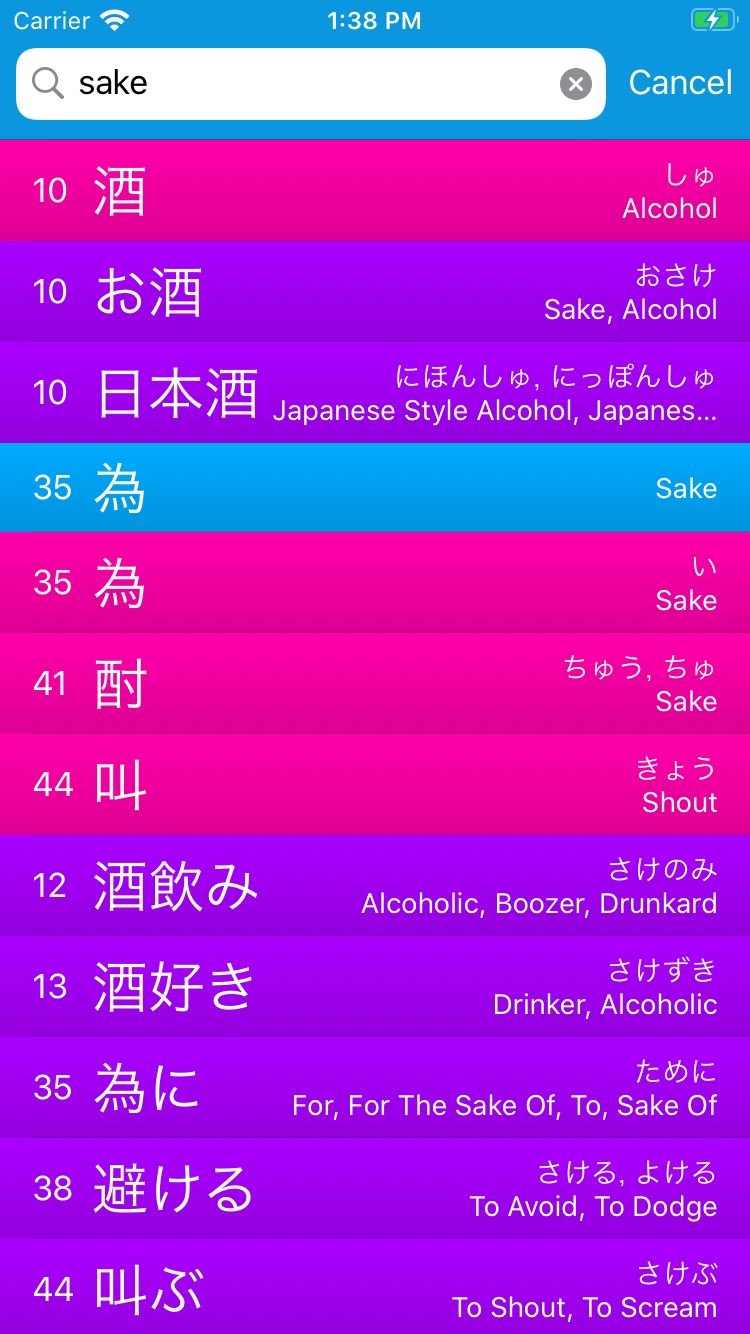 Carrier 1:38 PM
sake Cancel
10 酒 しゅ
Alcohol
10 お酒 おさけ
Sake, Alcohol
10 日本酒 にほんしゅ, にっぽんしゅ
Japanese Style Alcohol, Japanes...
35 為 Sake
35 為 い
Sake
41 酎 ちゅう, ちゅ
Sake
44 叫 きょう
Shout
12 酒飲み さけのみ
Alcoholic, Boozer, Drunkard
13 酒好き さけずき
Drinker, Alcoholic
35 為に ために
For, For The Sake Of, To, Sake Of
38 避ける さける, よける
To Avoid, To Dodge
44 叫ぶ さけぶ
To Shout, To Scream